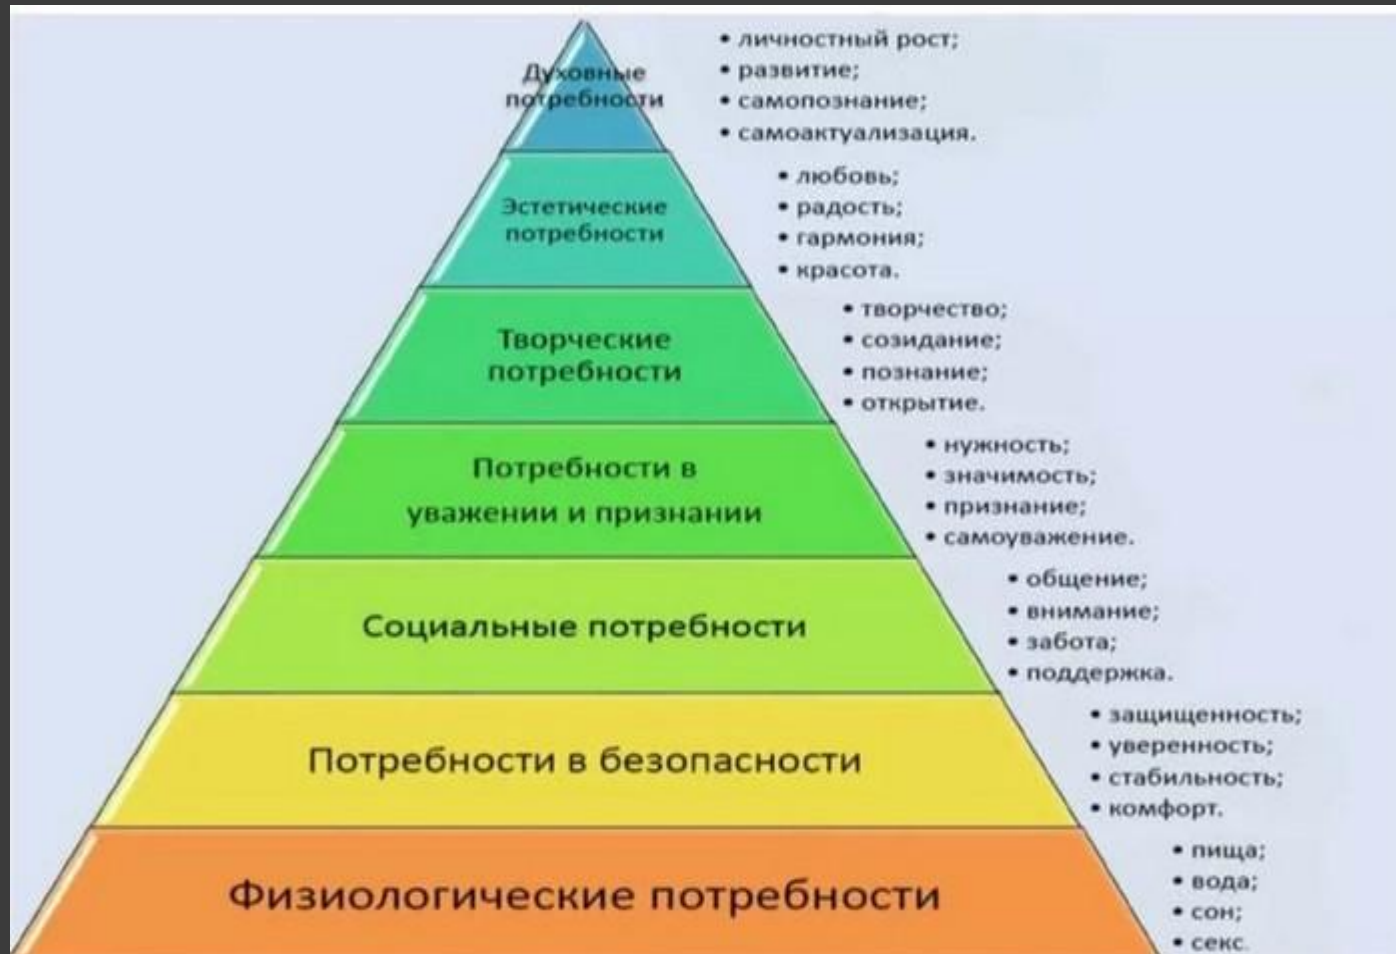 Духовные
потребности
• личностный рост;
• развитие;
• самопознание;
• самоактуализация.
Эстетические
потребности
• любовь;
• радость;
• гармония;
• красота.
Творческие
потребности
• творчество;
• созидание;
• познание;
• открытие.
Потребности в
уважении и признании
• нужность;
• значимость;
• признание;
• самоуважение.
Социальные потребности
• общение;
• внимание;
• забота;
• поддержка.
Потребности в безопасности
• защищенность;
• уверенность;
• стабильность;
• комфорт.
Физиологические потребности
• пища;
• вода;
• сон;
• секс.